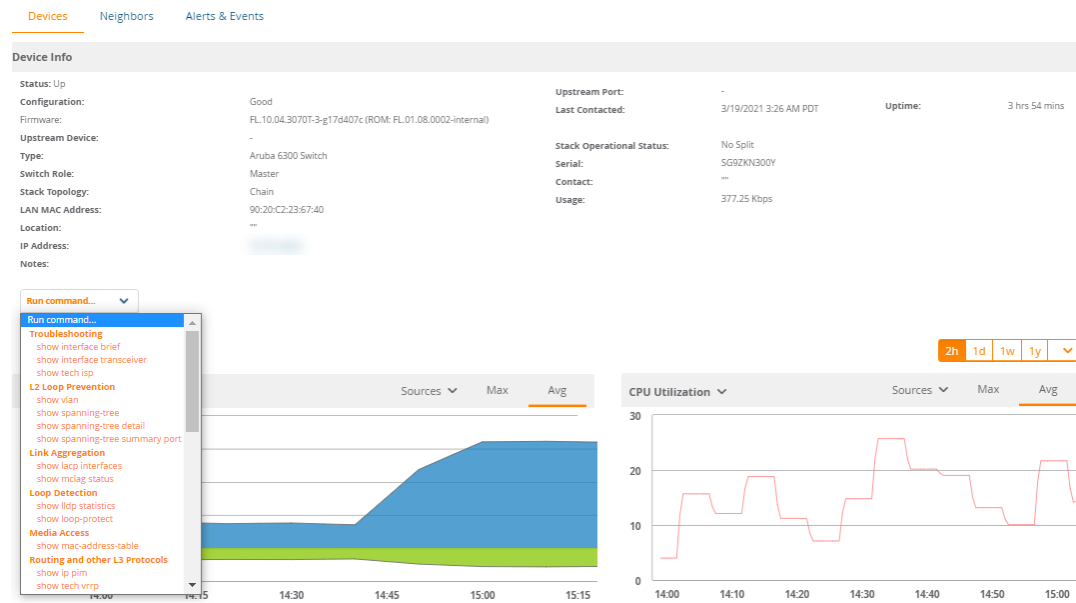 Devices Neighbors Alerts & Events
Device Info
Status: Up
Configuration: Good
Firmware: FL.10.04.3070T-3-g17d407c (ROM: FL.01.08.0002-internal)
Upstream Device: -
Type: Aruba 6300 Switch
Switch Role: Master
Stack Topology: Chain
LAN MAC Address: 90:20:C2:23:67:40
Location: ""
IP Address:
Notes:
Upstream Port: -
Last Contacted: 3/19/2021 3:26 AM PDT
Stack Operational Status: No Split
Serial: SG9ZKN300Y
Contact: ""
Usage: 377.25 Kbps
Uptime: 3 hrs 54 mins
Run command...
Run command...
Troubleshooting
show interface brief
show interface transceiver
show tech isp
L2 Loop Prevention
show vlan
show spanning-tree
show spanning-tree detail
show spanning-tree summary port
Link Aggregation
show lacp interfaces
show mclag status
Loop Detection
show lldp statistics
show loop-protect
Media Access
show mac-address-table
Routing and other L3 Protocols
show ip pim
show tech vrrp
2h 1d 1w 1y
Sources Max Avg
14:00 14:15 14:30 14:45 15:00 15:15
CPU Utilization Sources Max Avg
30
20
10
0
14:00 14:10 14:20 14:30 14:40 14:50 15:00